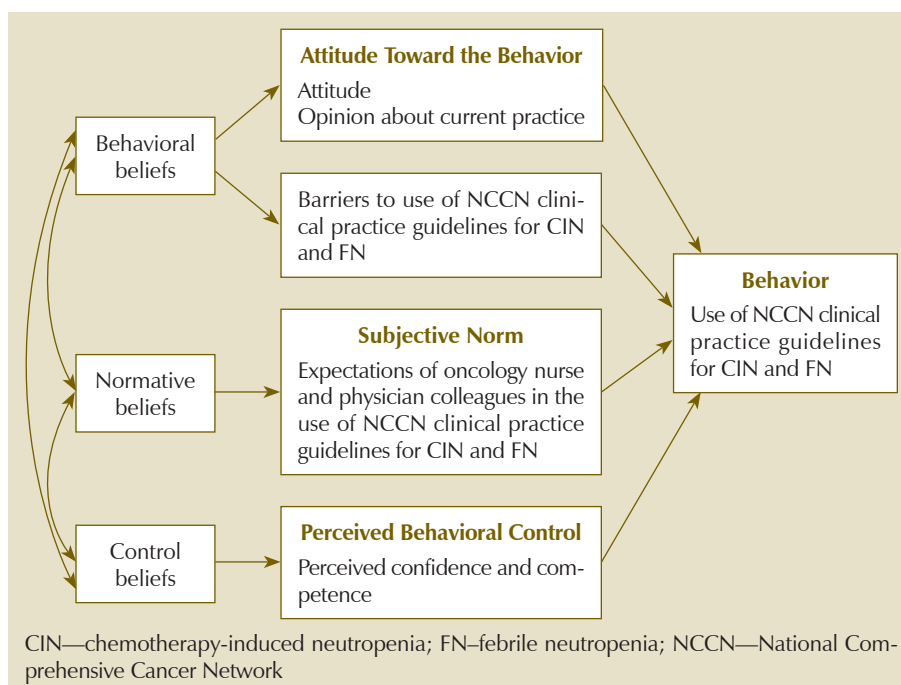 Attitude Toward the Behavior
Attitude
Opinion about current practice
Behavioral
beliefs
Barriers to use of NCCN clini-
cal practice guidelines for CIN
and FN
Behavior
Use of NCCN clinical
practice guidelines
for CIN and FN
Subjective Norm
Expectations of oncology nurse
and physician colleagues in the
use of NCCN clinical practice
guidelines for CIN and FN
Normative
beliefs
Perceived Behavioral Control
Perceived confidence and com-
petence
Control
beliefs
CIN—chemotherapy-induced neutropenia; FN–febrile neutropenia; NCCN—National Com-
prehensive Cancer Network